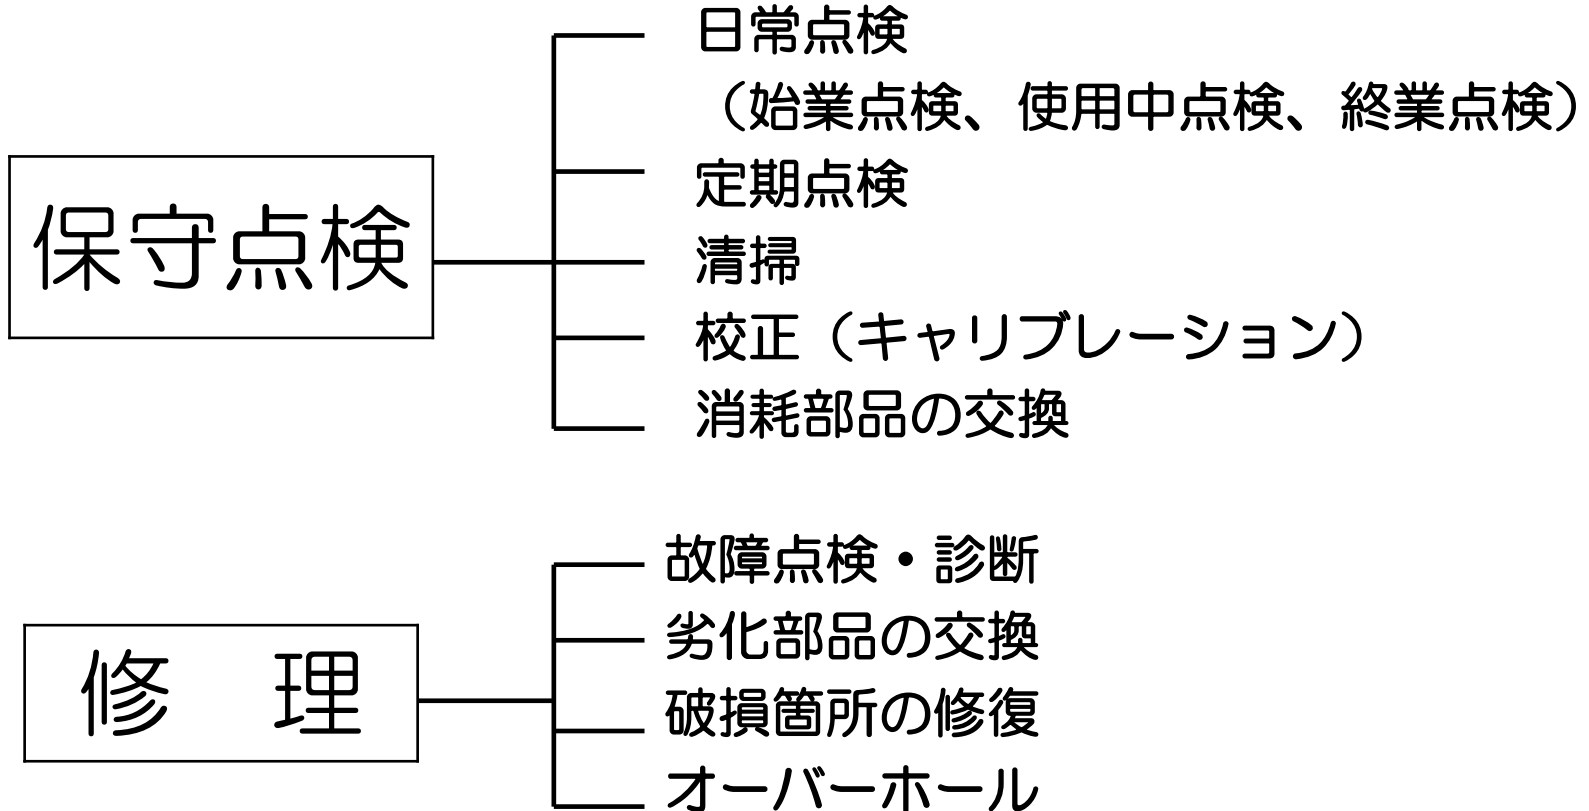 日常点検
（始業点検、使用中点検、終業点検）
定期点検
保守点検
清掃
校正（キャリブレーション）
消耗部品の交換
故障点検・診断
劣化部品の交換
修　理
破損箇所の修復
オーバーホール